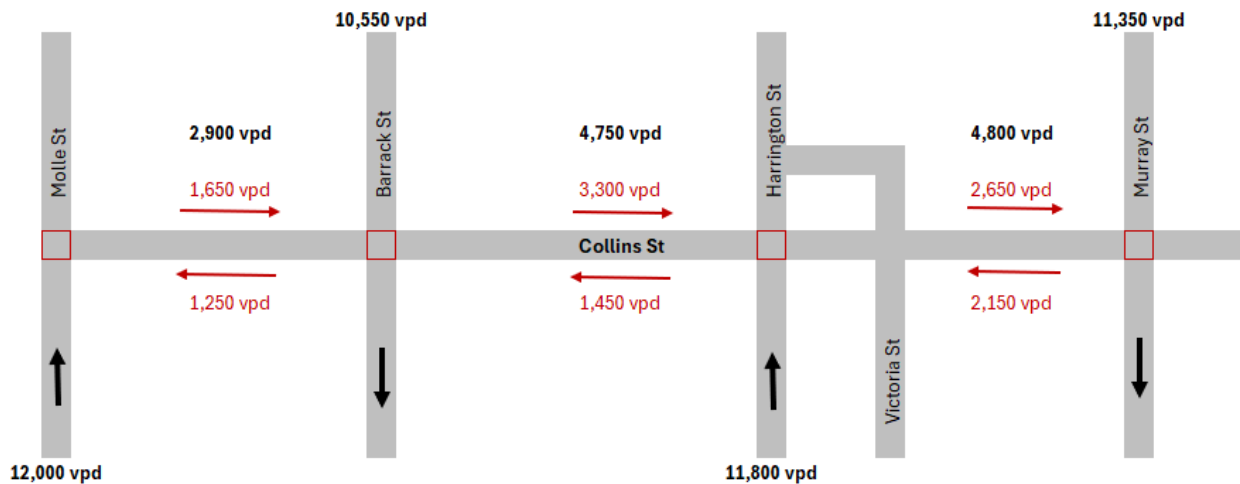 10,550 vpd
11,350 vpd
Molle St
2,900 vpd
Barrack St
4,750 vpd
Harrington St
4,800 vpd
Murray St
1,650 vpd
3,300 vpd
2,650 vpd
Collins St
1,250 vpd
1,450 vpd
2,150 vpd
Victoria St
12,000 vpd
11,800 vpd